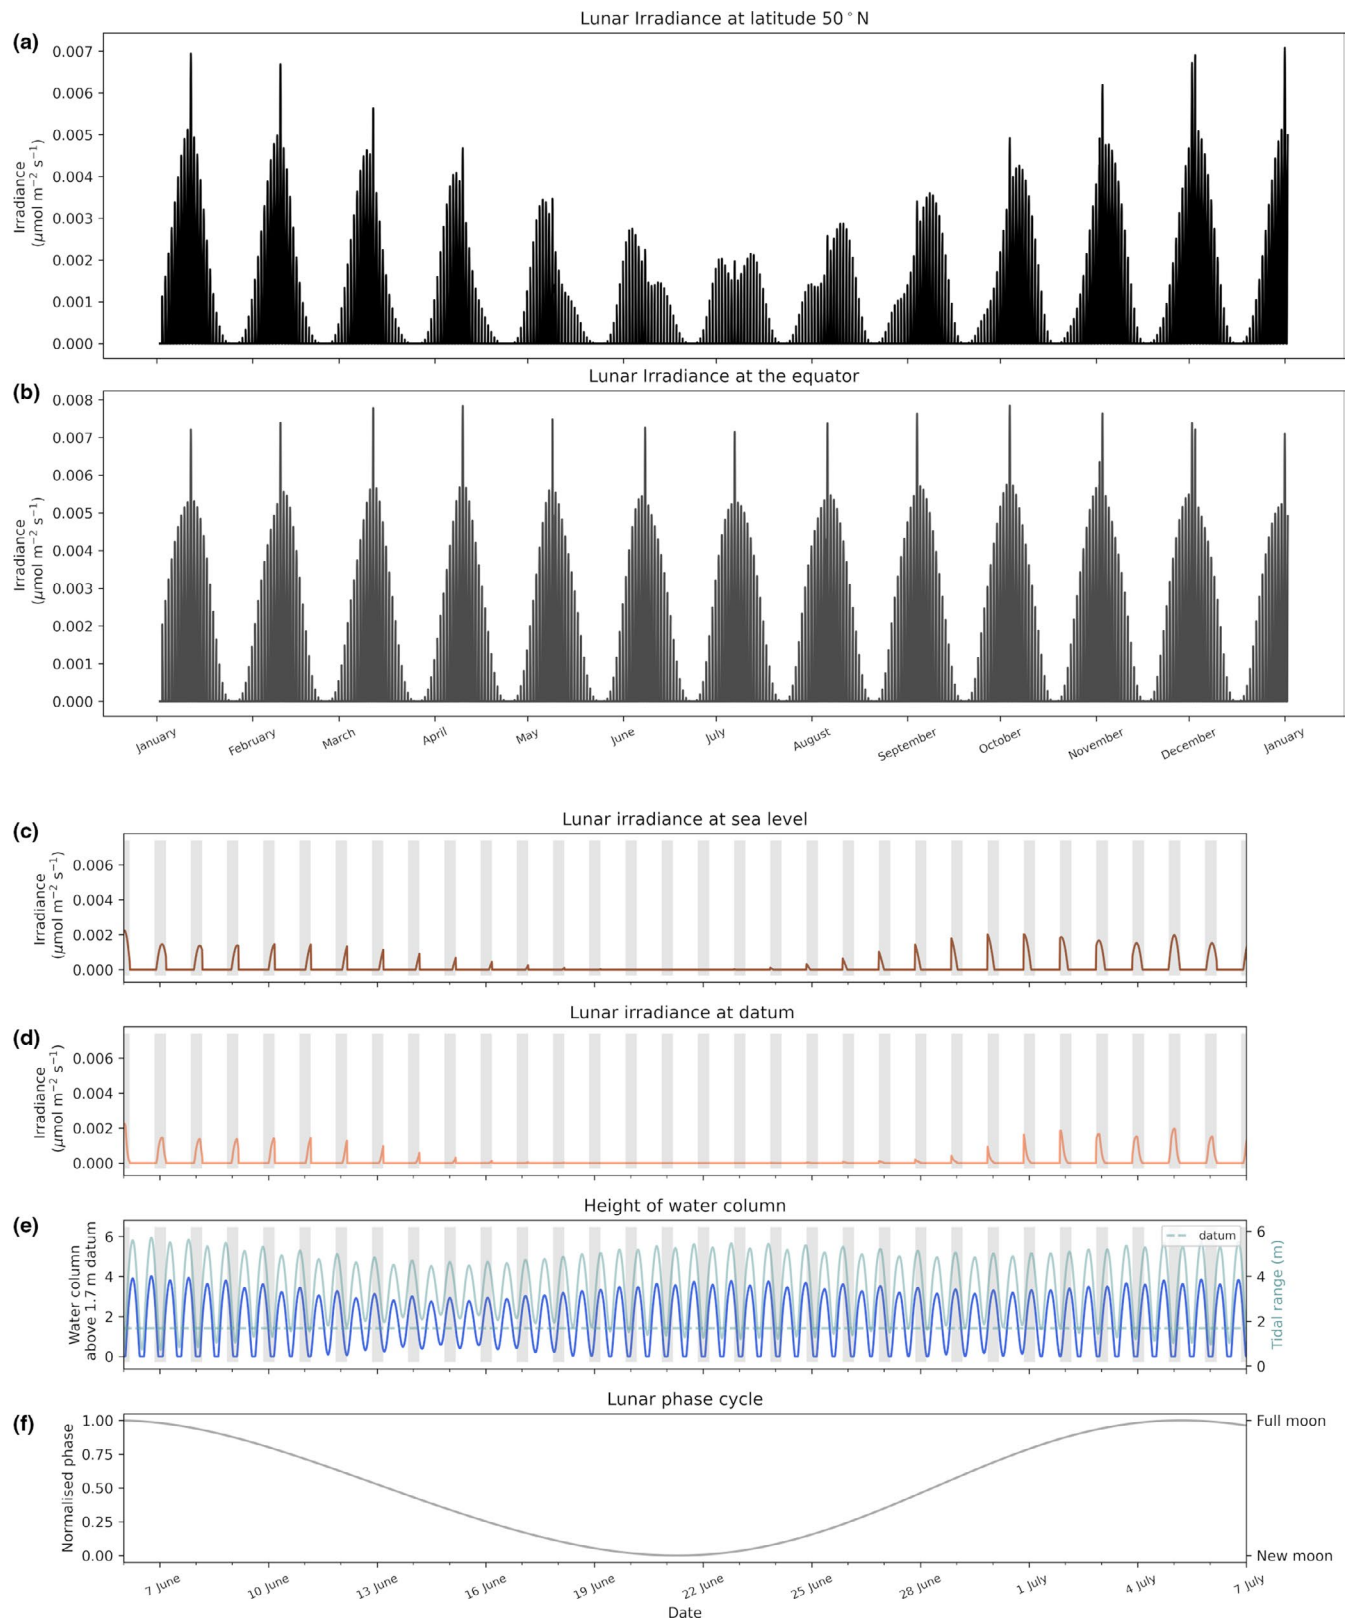 Lunar Irradiance at latitude 50°N
(a)
0.007
0.006
0.005
0.004
0.003
0.002
0.001
0.000
Irradiance
(μmol m⁻² s⁻¹)
Lunar Irradiance at the equator
(b)
0.008
0.007
0.006
0.005
0.004
0.003
0.002
0.001
0.000
Irradiance
(μmol m⁻² s⁻¹)
January
February
March
April
May
June
July
August
September
October
November
December
January
Lunar irradiance at sea level
(c)
0.006
0.004
0.002
0.000
Irradiance
(μmol m⁻² s⁻¹)
Lunar irradiance at datum
(d)
0.006
0.004
0.002
0.000
Irradiance
(μmol m⁻² s⁻¹)
Height of water column
(e)
6
4
2
0
Water column
above 1.7 m datum
datum
6
4
2
0
Tidal range (m)
Lunar phase cycle
(f)
1.00
0.75
0.50
0.25
0.00
Normalised phase
Full moon
New moon
7 June
10 June
13 June
16 June
19 June
22 June
25 June
28 June
1 July
4 July
7 July
Date